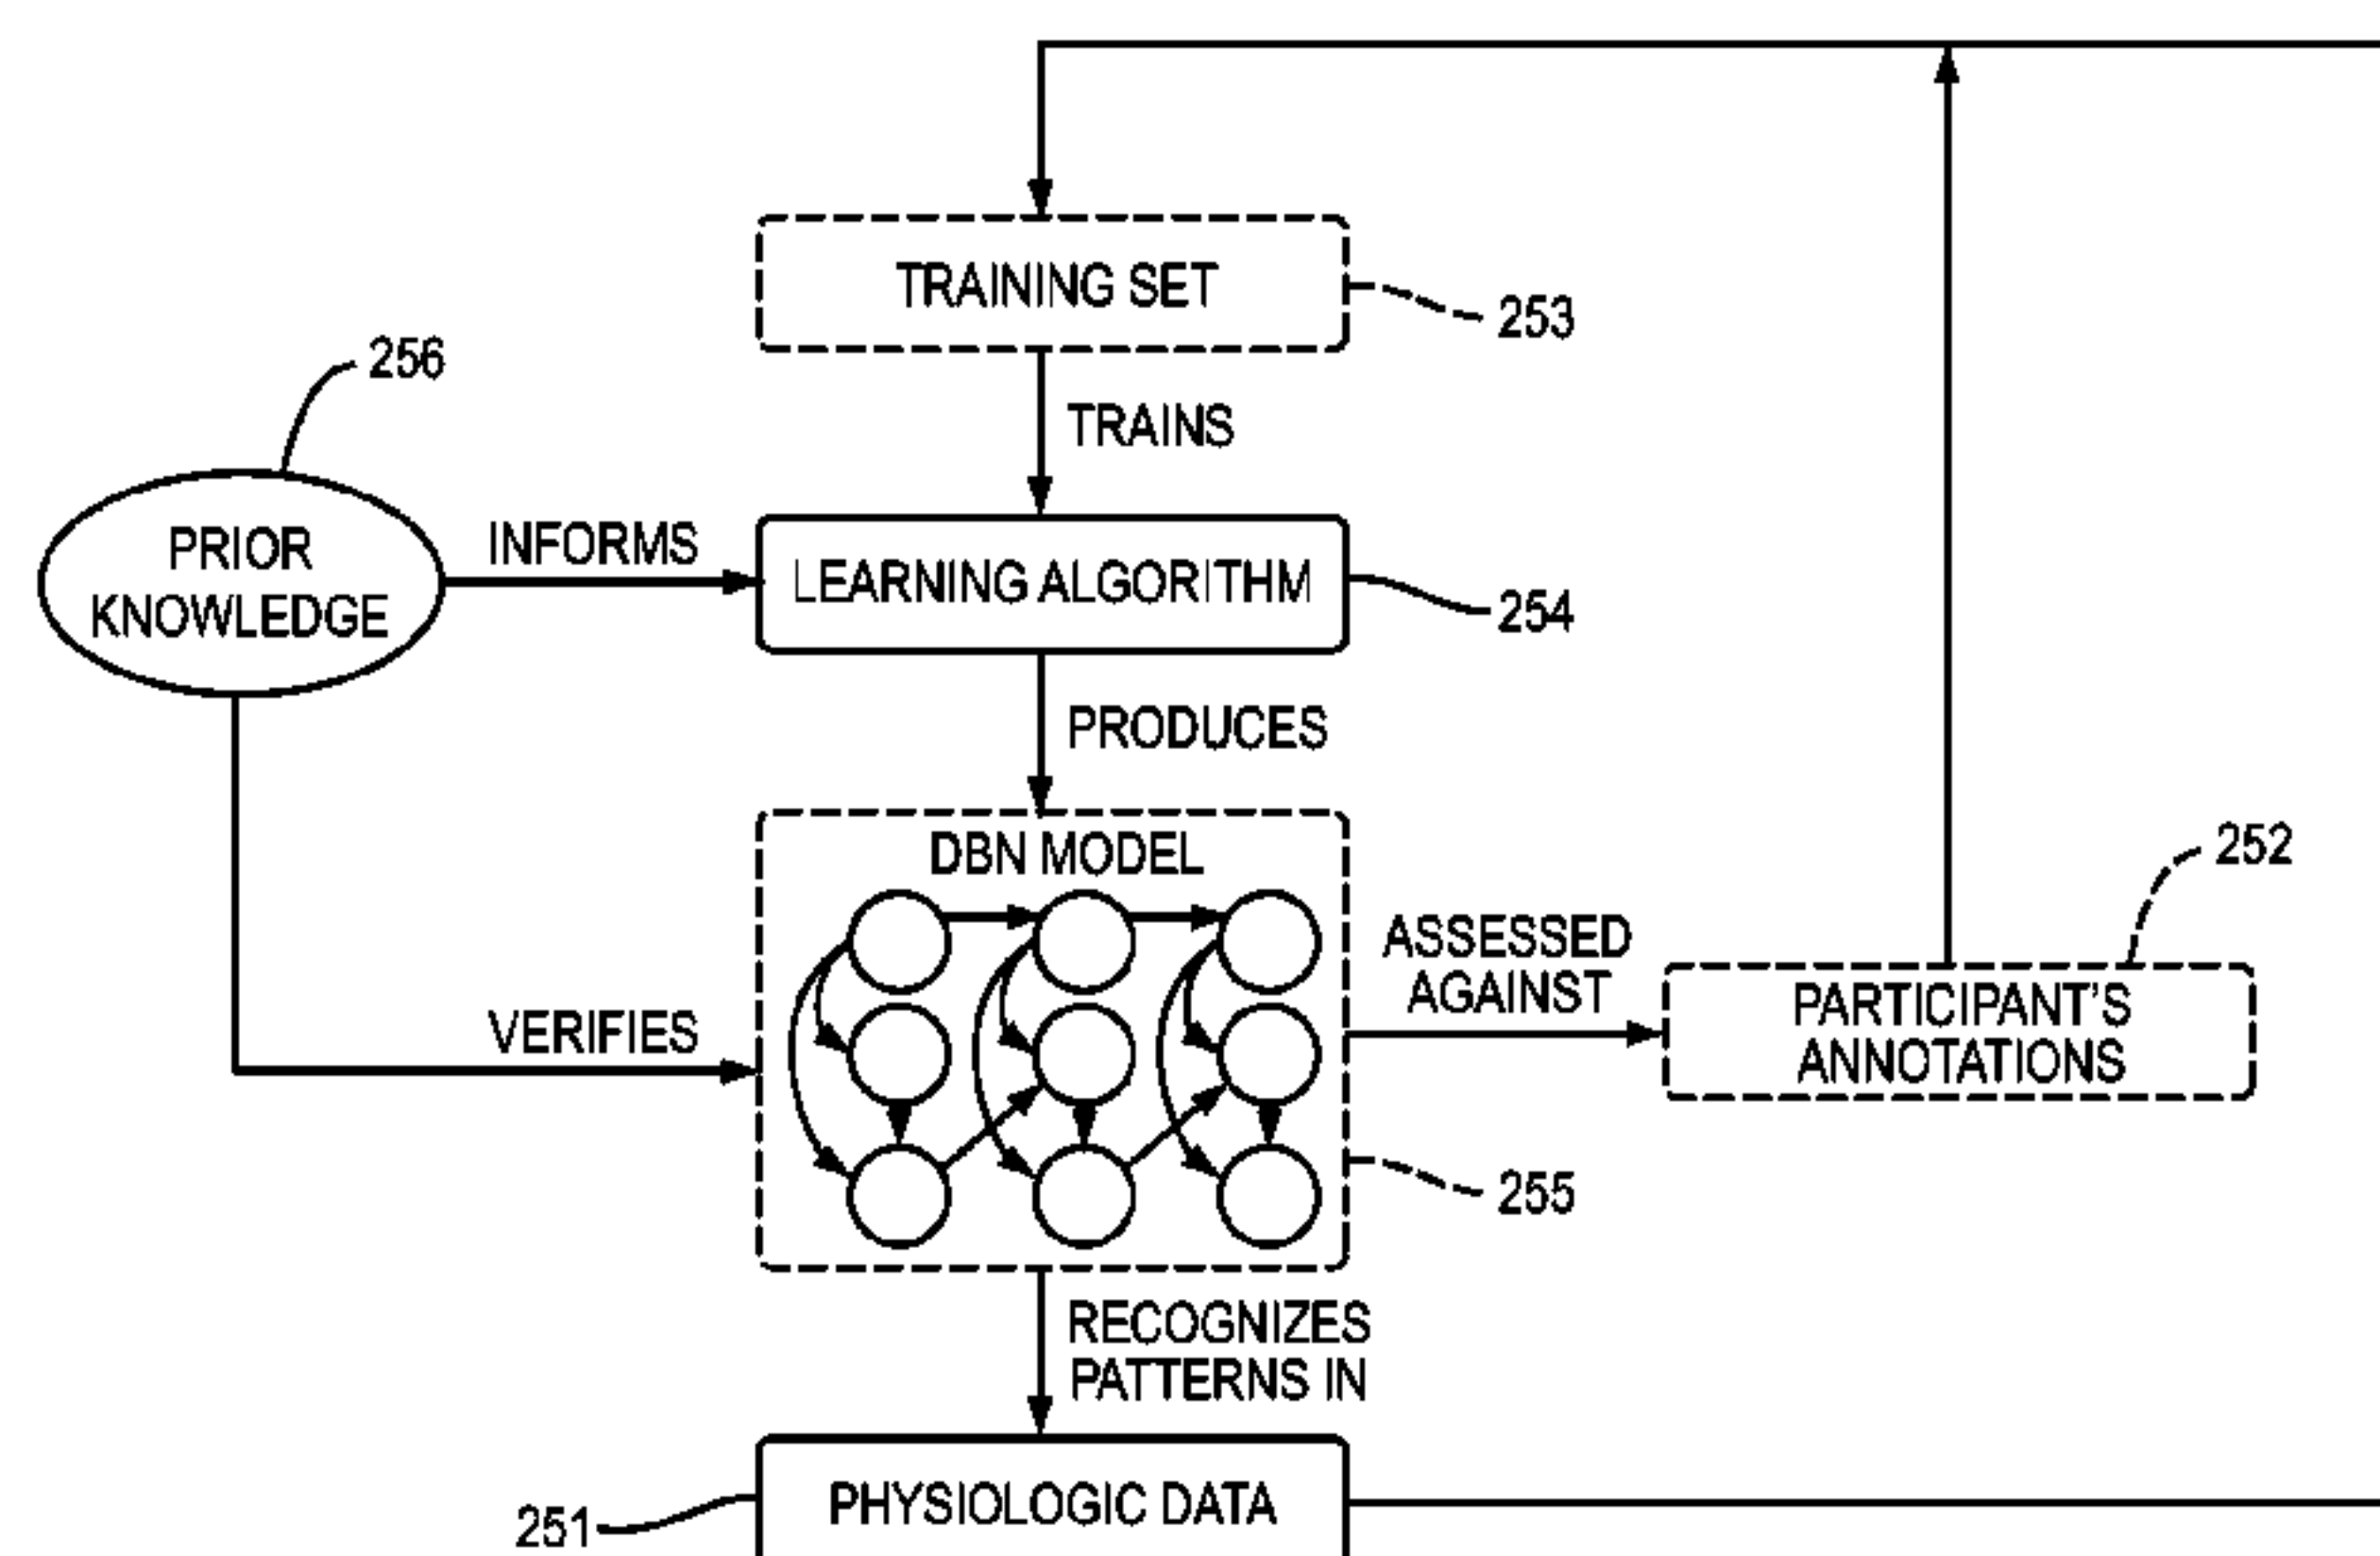 TRAINING SET
253
256
TRAINS
PRIOR
KNOWLEDGE
INFORMS
LEARNING ALGORITHM
254
PRODUCES
DBN MODEL
252
ASSESSED
AGAINST
PARTICIPANT'S
ANNOTATIONS
VERIFIES
255
RECOGNIZES
PATTERNS IN
PHYSIOLOGIC DATA
251